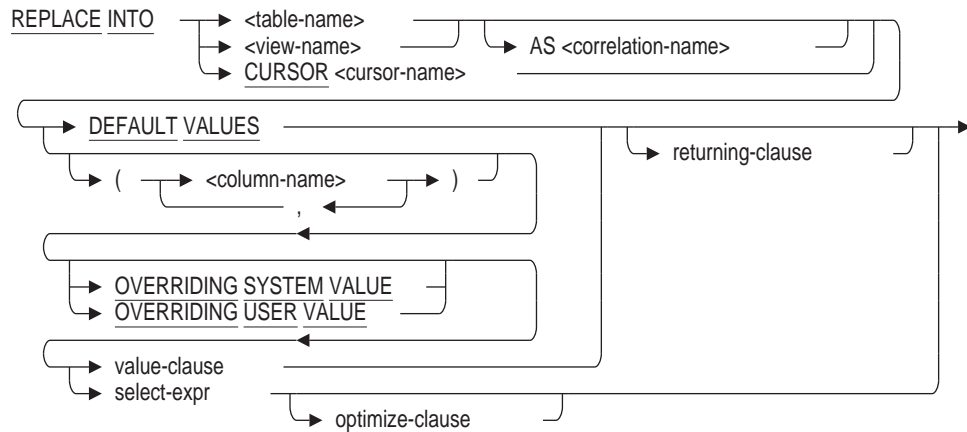 REPLACE INTO <table-name>
<view-name> AS <correlation-name>
CURSOR <cursor-name>
DEFAULT VALUES
returning-clause
( <column-name> )
,
OVERRIDING SYSTEM VALUE
OVERRIDING USER VALUE
value-clause
select-expr
optimize-clause